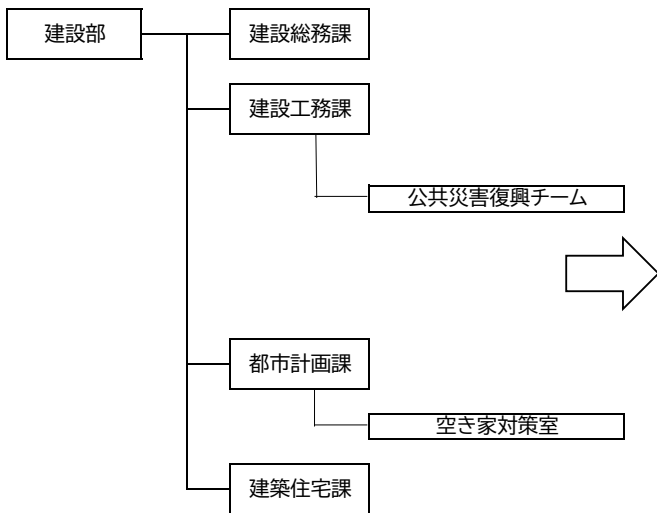 建設部
建設総務課
建設工務課
公共災害復興チーム
都市計画課
空き家対策室
建築住宅課